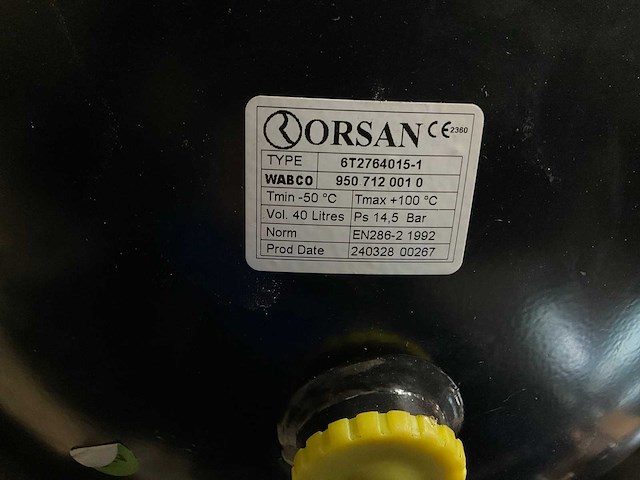 ORSAN CE 2360
TYPE 6T2764015-1
WABCO 950 712 001 0
Tmin -50 °C Tmax +100 °C
Vol. 40 Litres Ps 14,5 Bar
Norm EN286-2 1992
Prod Date 240328 00267